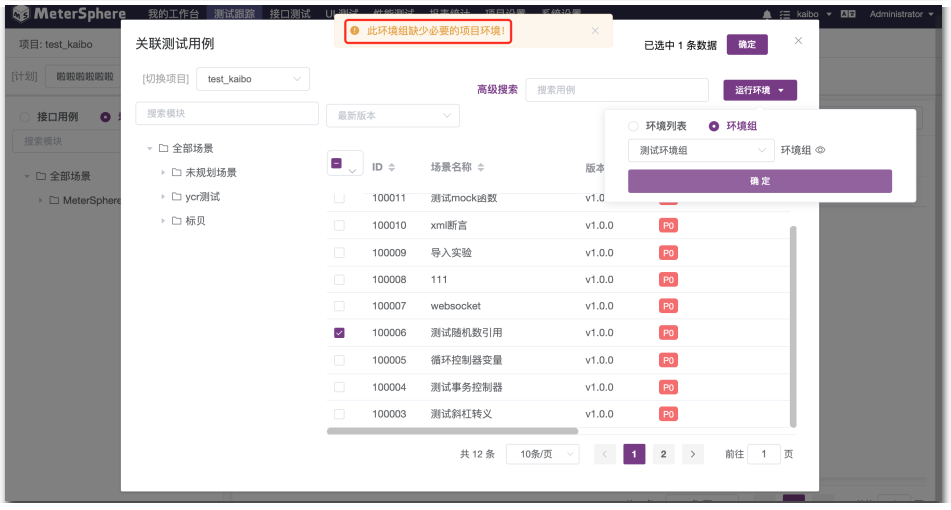 MeterSphere 我的工作台 测试跟踪 接口测试 UI 测试 性能测试 报表统计 项目设置 系统设置 kaibo Administrator
此环境组缺少必要的项目环境!
项目: test_kaibo
关联测试用例
已选中 1 条数据 确定
[计划] 啦啦啦啦啦啦
[切换项目] test_kaibo
高级搜索 搜索用例 运行环境
接口用例
搜索模块
最新版本
环境列表 环境组
搜索模块
测试环境组 环境组
全部场景
ID 场景名称 版本
确 定
未规划场景
全部场景
ycr测试
MeterSphere
标贝
100011 测试mock函数 v1.0
100010 xml断言 v1.0.0 P0
100009 导入实验 v1.0.0 P0
100008 111 v1.0.0 P0
100007 websocket v1.0.0 P0
100006 测试随机数引用 v1.0.0 P0
100005 循环控制器变量 v1.0.0 P0
100004 测试事务控制器 v1.0.0 P0
100003 测试斜杠转义 v1.0.0 P0
共 12 条 10条/页 1 2 前往 1 页